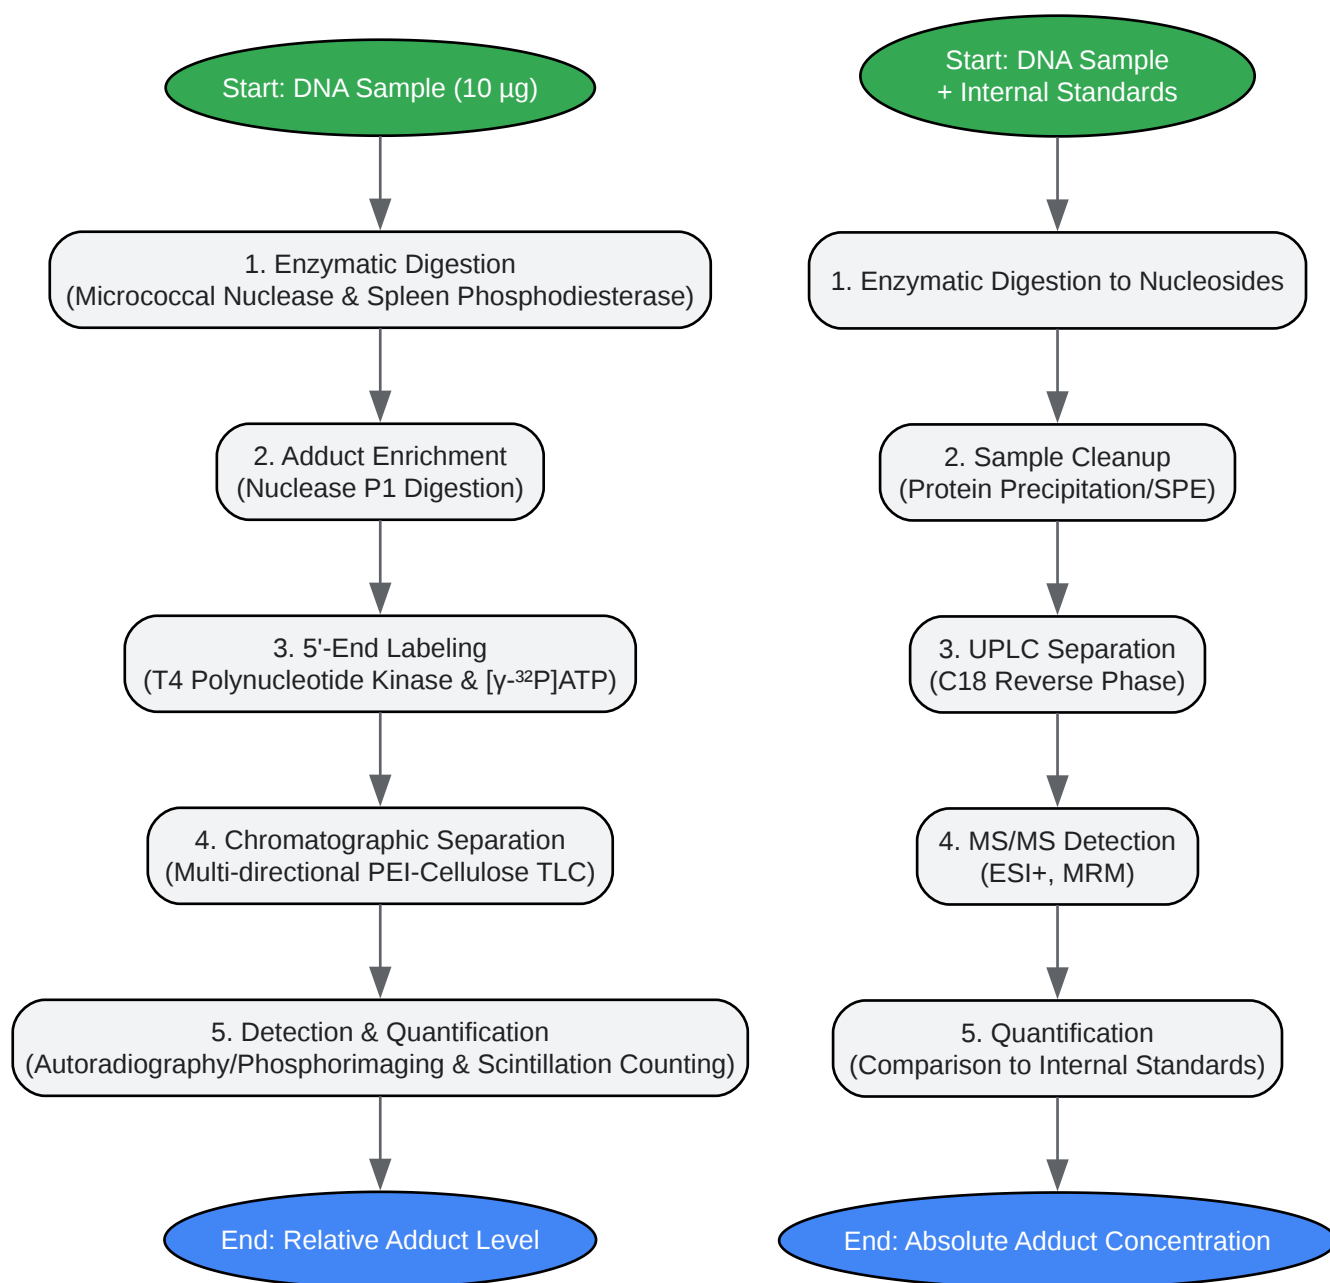 Start: DNA Sample (10 µg)
1. Enzymatic Digestion
(Micrococcal Nuclease & Spleen Phosphodiesterase)
2. Adduct Enrichment
(Nuclease P1 Digestion)
3. 5'-End Labeling
(T4 Polynucleotide Kinase & [γ-³²P]ATP)
4. Chromatographic Separation
(Multi-directional PEI-Cellulose TLC)
5. Detection & Quantification
(Autoradiography/Phosphorimaging & Scintillation Counting)
End: Relative Adduct Level
Start: DNA Sample
+ Internal Standards
1. Enzymatic Digestion to Nucleosides
2. Sample Cleanup
(Protein Precipitation/SPE)
3. UPLC Separation
(C18 Reverse Phase)
4. MS/MS Detection
(ESI+, MRM)
5. Quantification
(Comparison to Internal Standards)
End: Absolute Adduct Concentration